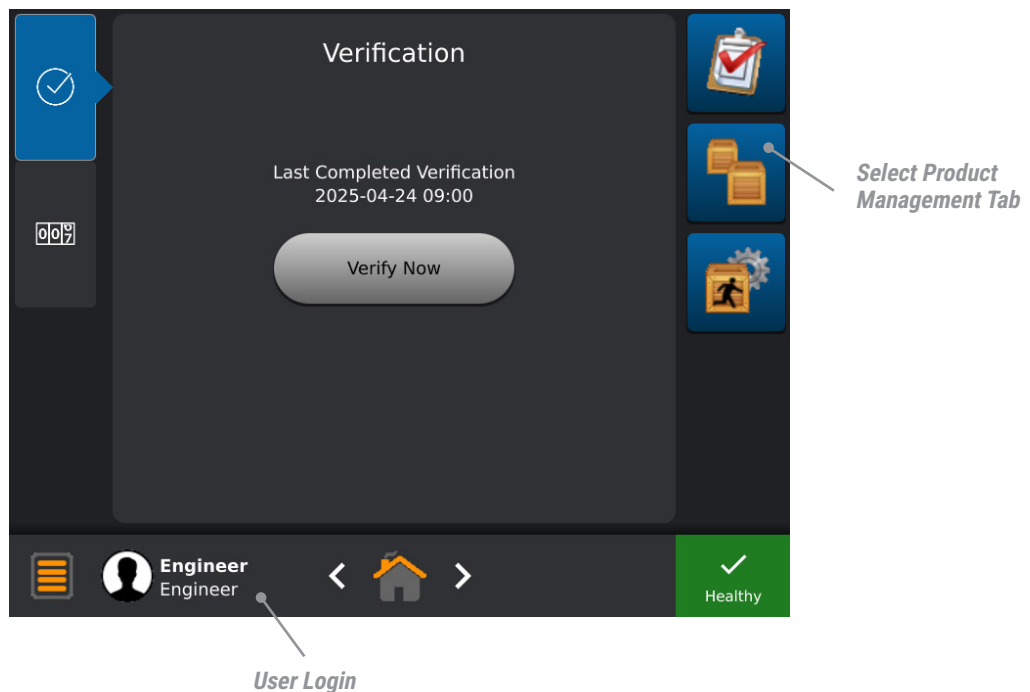 Verification
Last Completed Verification
2025-04-24 09:00
Verify Now
Select Product
Management Tab
Engineer
Engineer
Healthy
User Login